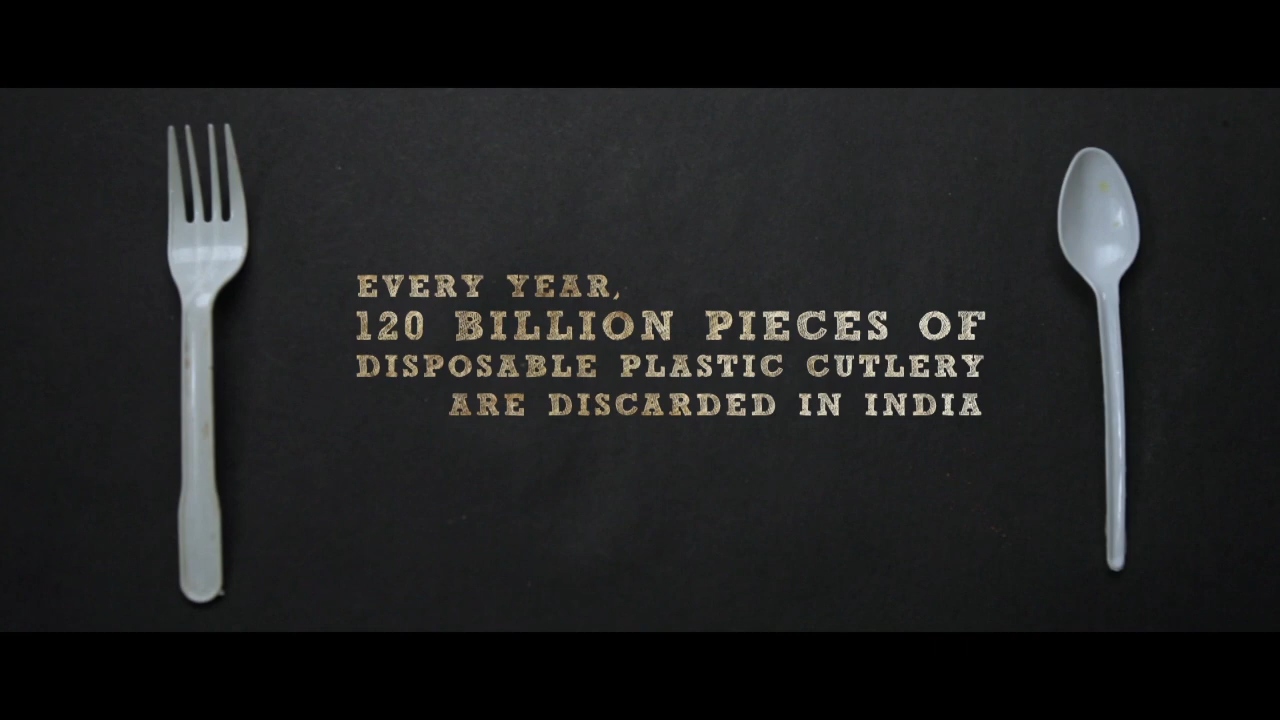 EVERY YEAR,
120 BILLION PIECES OF
DISPOSABLE PLASTIC CUTLERY
ARE DISCARDED IN INDIA